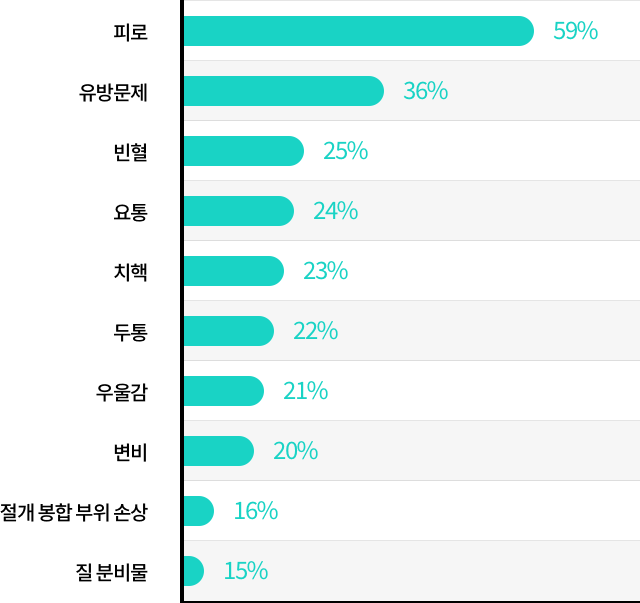 피로 59%
유방문제 36%
빈혈 25%
요통 24%
치핵 23%
두통 22%
우울감 21%
변비 20%
절개 봉합 부위 손상 16%
질 분비물 15%